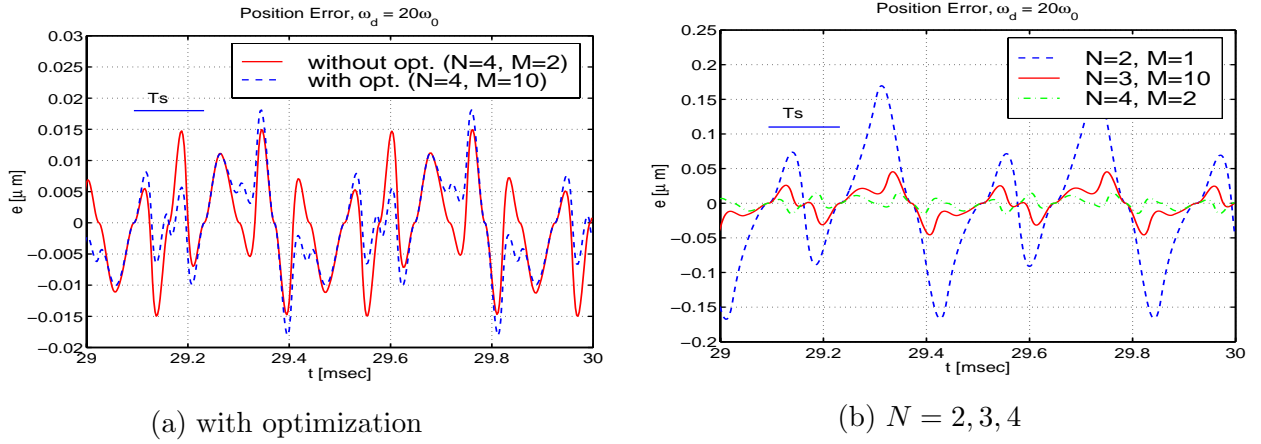 Position Error, ω_d = 20ω_0
0.03
0.025
0.02
0.015
0.01
0.005
0
−0.005
−0.01
−0.015
−0.02
e [μ m]
without opt. (N=4, M=2)
with opt. (N=4, M=10)
Ts
29
29.2
29.4
29.6
29.8
30
t [msec]
(a) with optimization
Position Error, ω_d = 20ω_0
0.25
0.2
0.15
0.1
0.05
0
−0.05
−0.1
−0.15
−0.2
e [μ m]
N=2, M=1
N=3, M=10
N=4, M=2
Ts
29
29.2
29.4
29.6
29.8
30
t [msec]
(b) N = 2, 3, 4